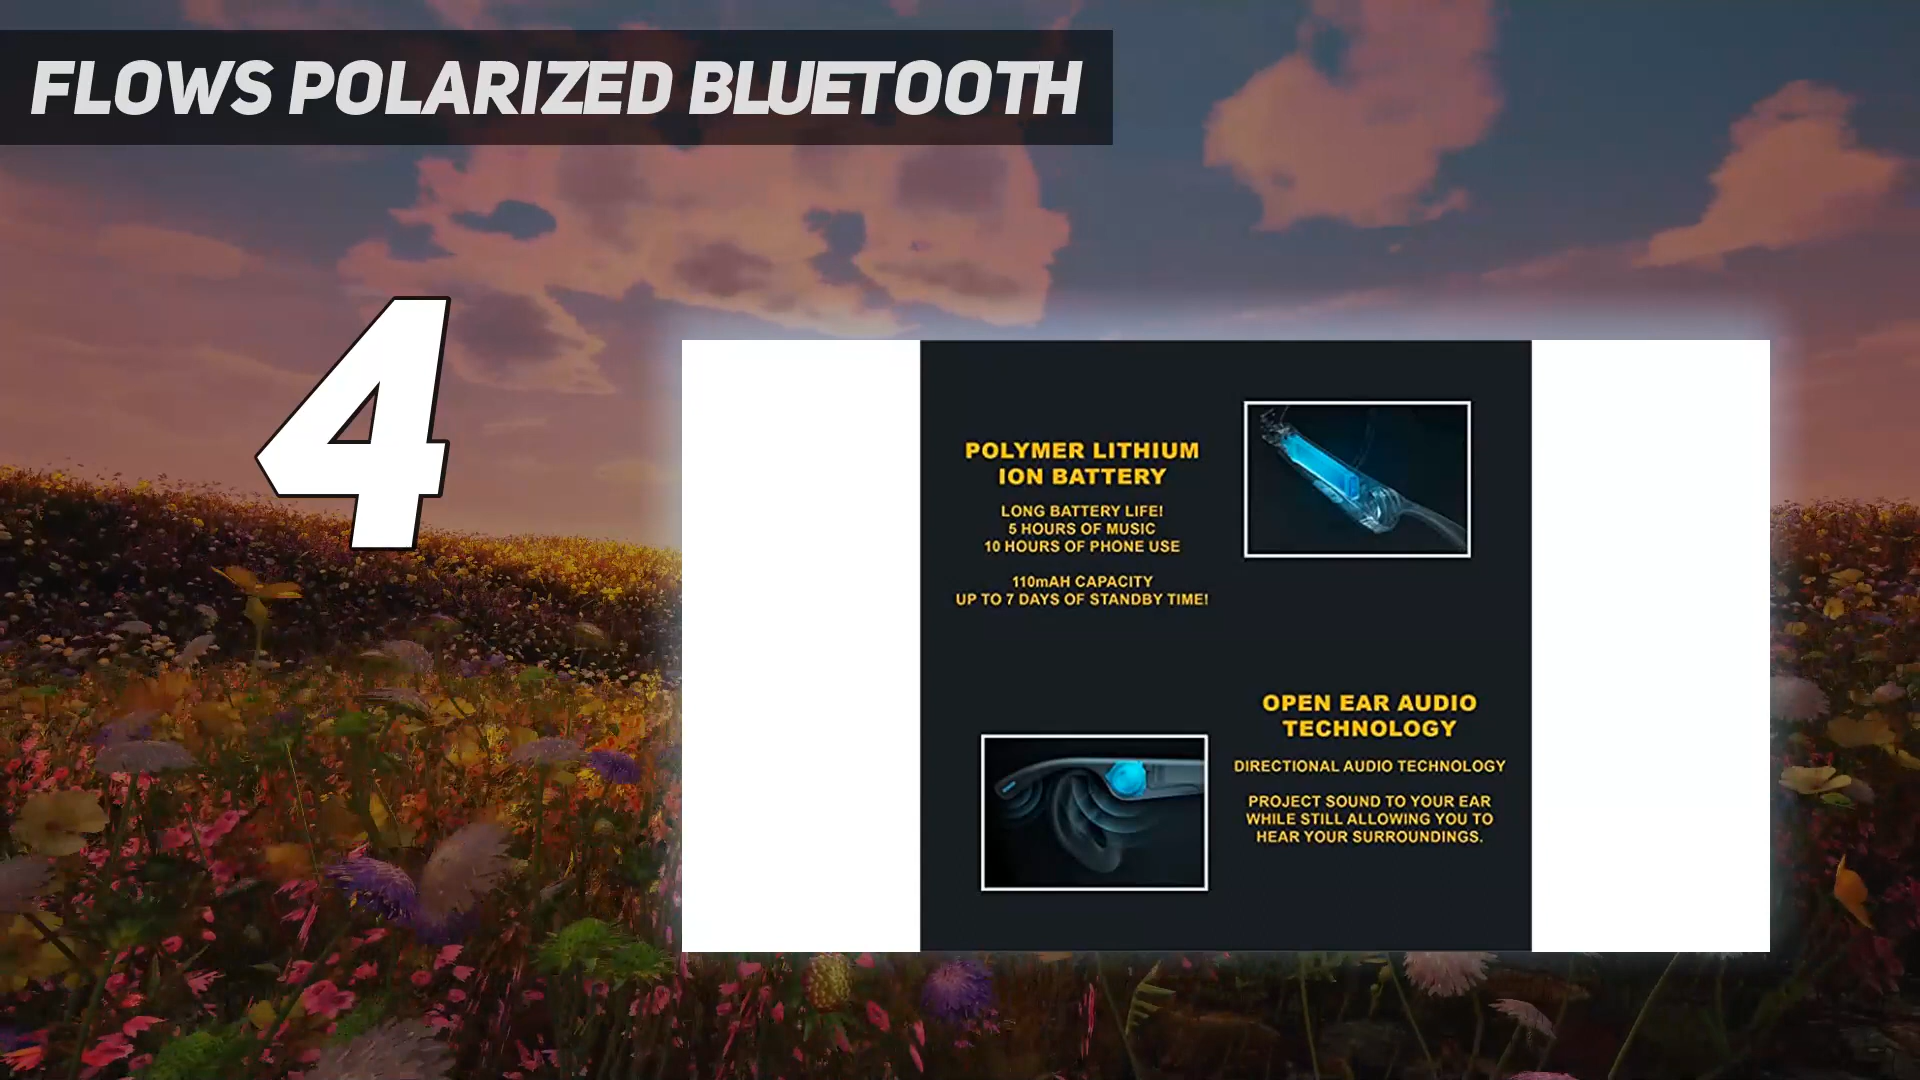 FLOWS POLARIZED BLUETOOTH
4
POLYMER LITHIUM
ION BATTERY
LONG BATTERY LIFE!
5 HOURS OF MUSIC
10 HOURS OF PHONE USE
110mAH CAPACITY
UP TO 7 DAYS OF STANDBY TIME!
OPEN EAR AUDIO
TECHNOLOGY
DIRECTIONAL AUDIO TECHNOLOGY
PROJECT SOUND TO YOUR EAR
WHILE STILL ALLOWING YOU TO
HEAR YOUR SURROUNDINGS.